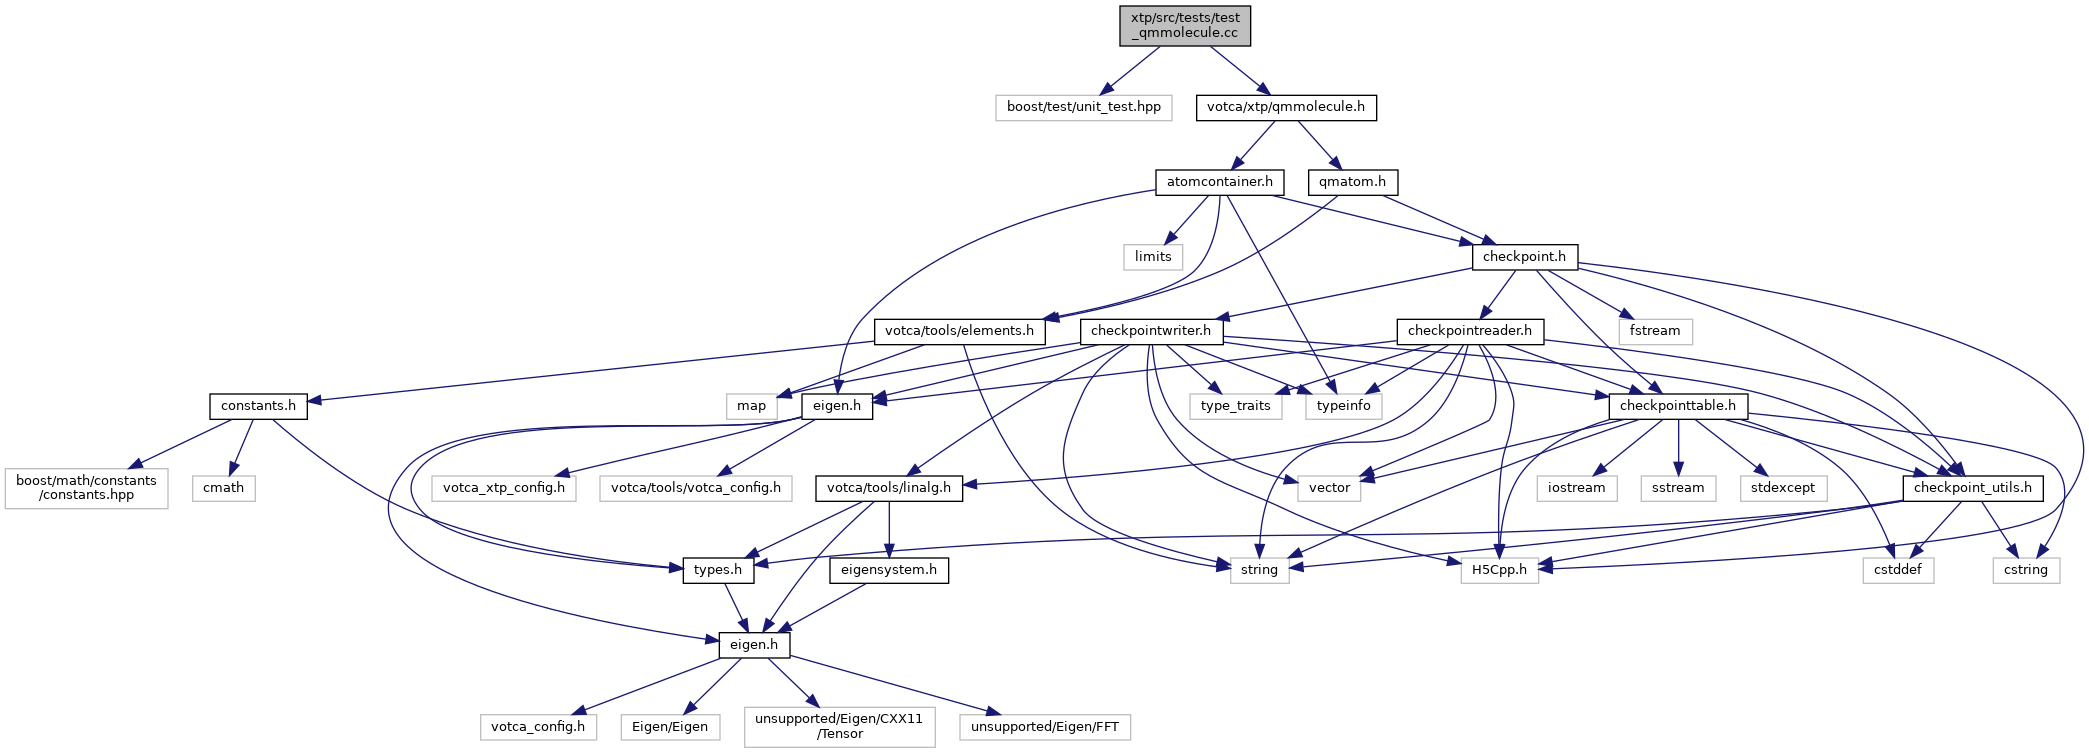 xtp/src/tests/test
_qmmolecule.cc
boost/test/unit_test.hpp
votca/xtp/qmmolecule.h
atomcontainer.h
qmatom.h
limits
checkpoint.h
votca/tools/elements.h
checkpointwriter.h
checkpointreader.h
fstream
constants.h
map
eigen.h
type_traits
typeinfo
checkpointtable.h
boost/math/constants
/constants.hpp
cmath
votca_xtp_config.h
votca/tools/votca_config.h
votca/tools/linalg.h
vector
iostream
sstream
stdexcept
checkpoint_utils.h
types.h
eigensystem.h
string
H5Cpp.h
cstddef
cstring
eigen.h
votca_config.h
Eigen/Eigen
unsupported/Eigen/CXX11
/Tensor
unsupported/Eigen/FFT